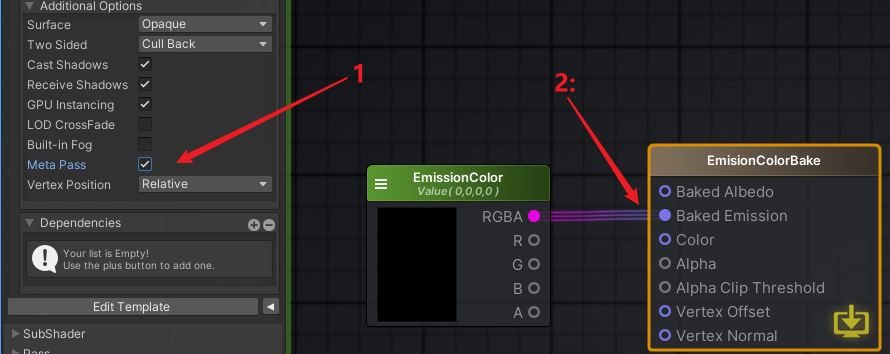 Additional Options
Surface Opaque
Two Sided Cull Back
Cast Shadows
Receive Shadows
GPU Instancing
LOD CrossFade
Built-in Fog
Meta Pass
Vertex Position Relative
Dependencies
Your list is Empty!
Use the plus button to add one.
Edit Template
SubShader
Pass
1
2:
EmissionColor
Value( 0,0,0,0 )
RGBA
R
G
B
A
EmisionColorBake
Baked Albedo
Baked Emission
Color
Alpha
Alpha Clip Threshold
Vertex Offset
Vertex Normal